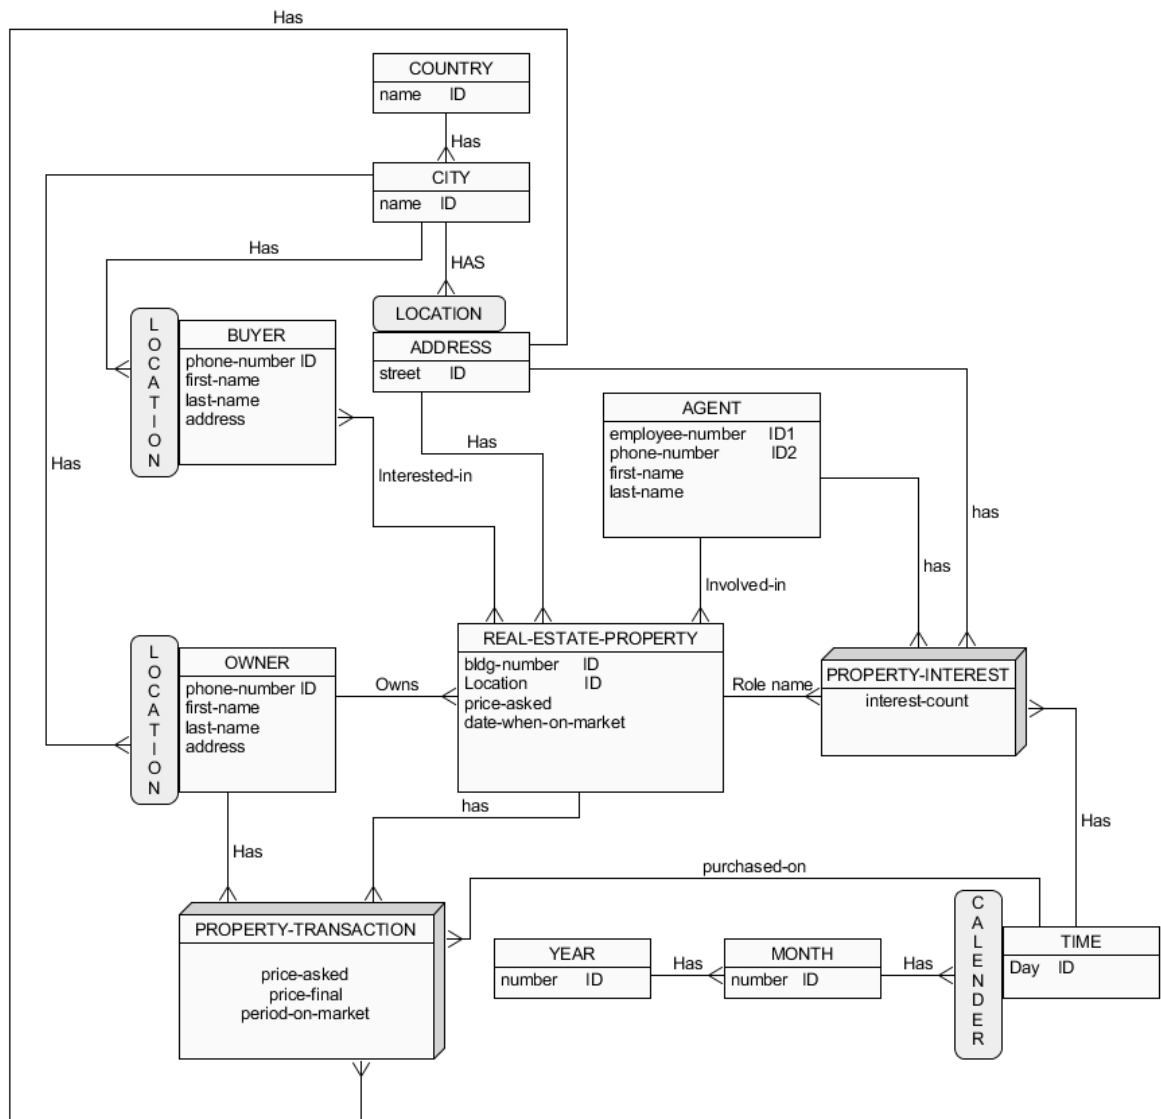 Has
COUNTRY
name ID
Has
CITY
name ID
Has
HAS
LOCATION
LOCATION
BUYER
phone-number ID
first-name
last-name
address
ADDRESS
street ID
AGENT
employee-number ID1
phone-number ID2
first-name
last-name
Has
Has
Interested-in
has
has
Involved-in
LOCATION
OWNER
phone-number ID
first-name
last-name
address
Owns
REAL-ESTATE-PROPERTY
bldg-number ID
Location ID
price-asked
date-when-on-market
Role name
PROPERTY-INTEREST
interest-count
has
Has
Has
purchased-on
PROPERTY-TRANSACTION
price-asked
price-final
period-on-market
YEAR
number ID
Has
MONTH
number ID
Has
CALENDER
TIME
Day ID